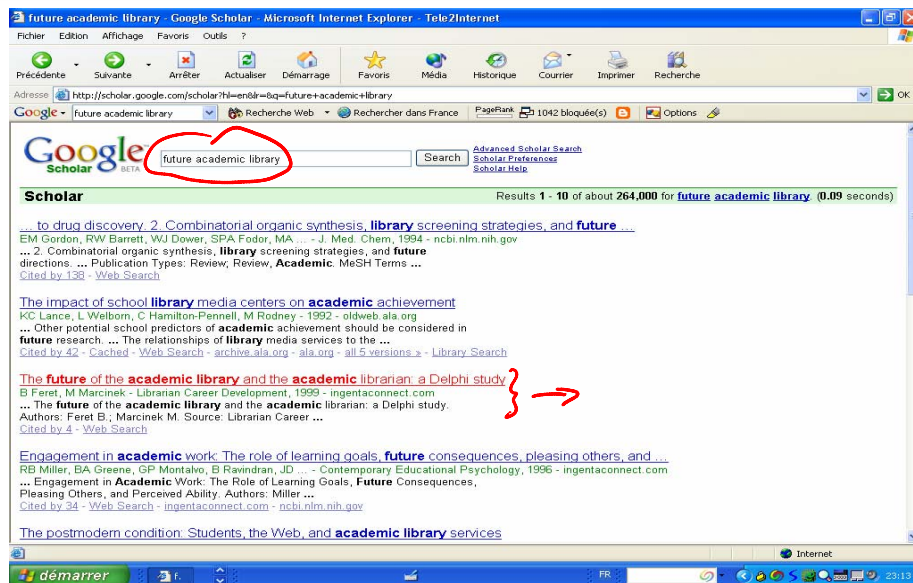 future academic library - Google Scholar - Microsoft Internet Explorer - Tele2Internet
Fichier Edition Affichage Favoris Outils ?
Précédente Suivante Arrêter Actualiser Démarrage Favoris Média Historique Courrier Imprimer Recherche
Adresse http://scholar.google.com/scholar?hl=en&lr=&q=future+academic+library OK
Google future academic library Recherche Web Rechercher dans France PageRank 1042 bloquée(s) Options
Google Scholar BETA
future academic library Search
Advanced Scholar Search
Scholar Preferences
Scholar Help
Scholar Results 1 - 10 of about 264,000 for future academic library. (0.09 seconds)
... to drug discovery. 2. Combinatorial organic synthesis, library screening strategies, and future ...
EM Gordon, RW Barrett, WJ Dower, SPA Fodor, MA ... - J. Med. Chem, 1994 - ncbi.nlm.nih.gov
... 2. Combinatorial organic synthesis, library screening strategies, and future
directions. ... Publication Types: Review; Review, Academic. MeSH Terms ...
Cited by 138 - Web Search
The impact of school library media centers on academic achievement
KC Lance, L Welborn, C Hamilton-Pennell, M Rodney - 1992 - oldweb.ala.org
... Other potential school predictors of academic achievement should be considered in
future research. ... The relationships of library media services to the ...
Cited by 42 - Cached - Web Search - archive.ala.org - ala.org - all 5 versions » - Library Search
The future of the academic library and the academic librarian: a Delphi study
B Feret, M Marcinek - Librarian Career Development, 1999 - ingentaconnect.com
... The future of the academic library and the academic librarian: a Delphi study.
Authors: Feret B.; Marcinek M. Source: Librarian Career ...
Cited by 4 - Web Search
Engagement in academic work: The role of learning goals, future consequences, pleasing others, and ...
RB Miller, BA Greene, GP Montalvo, B Ravindran, JD ... - Contemporary Educational Psychology, 1996 - ingentaconnect.com
... Engagement in Academic Work: The Role of Learning Goals, Future Consequences,
Pleasing Others, and Perceived Ability. Authors: Miller ...
Cited by 34 - Web Search - ingentaconnect.com - ncbi.nlm.nih.gov
The postmodern condition: Students, the Web, and academic library services
Internet
démarrer f. FR 23:13